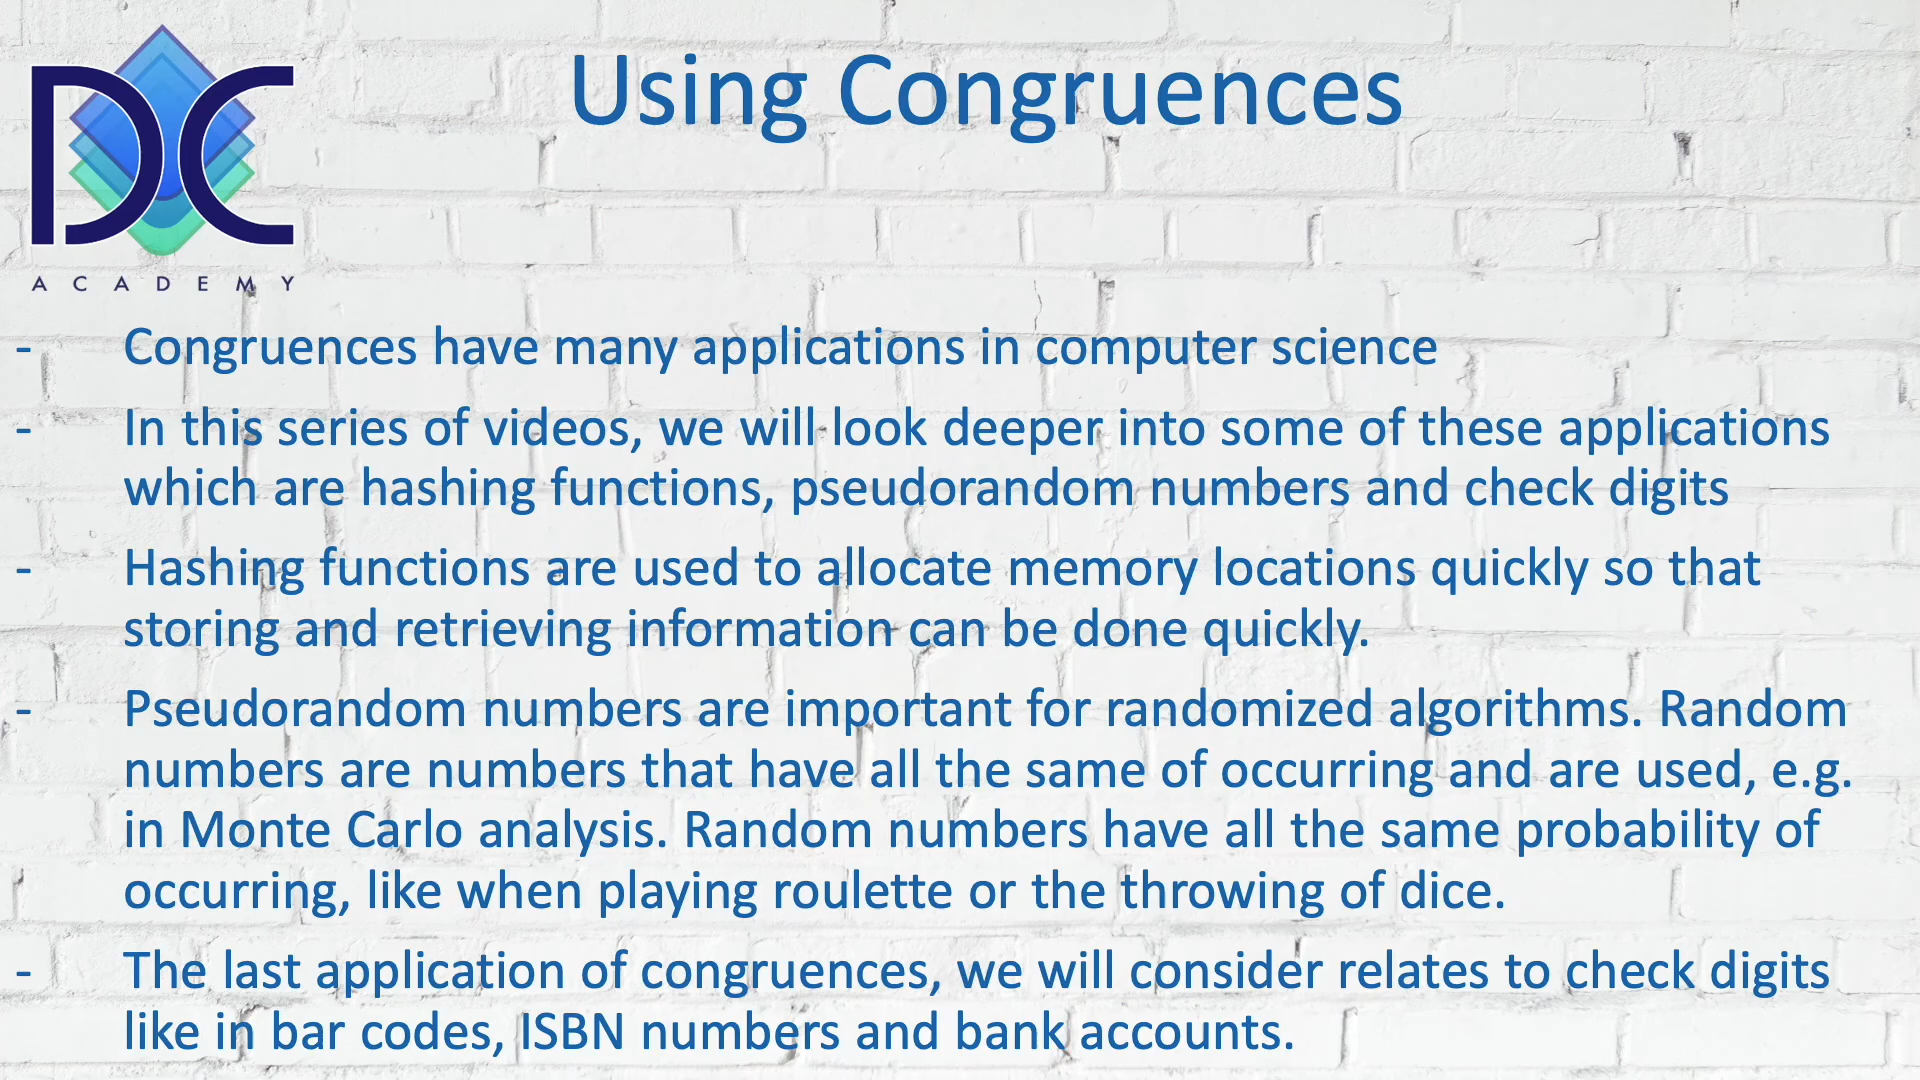 DC
ACADEMY
Using Congruences
- Congruences have many applications in computer science
- In this series of videos, we will look deeper into some of these applications
which are hashing functions, pseudorandom numbers and check digits
- Hashing functions are used to allocate memory locations quickly so that
storing and retrieving information can be done quickly.
- Pseudorandom numbers are important for randomized algorithms. Random
numbers are numbers that have all the same of occurring and are used, e.g.
in Monte Carlo analysis. Random numbers have all the same probability of
occurring, like when playing roulette or the throwing of dice.
- The last application of congruences, we will consider relates to check digits
like in bar codes, ISBN numbers and bank accounts.